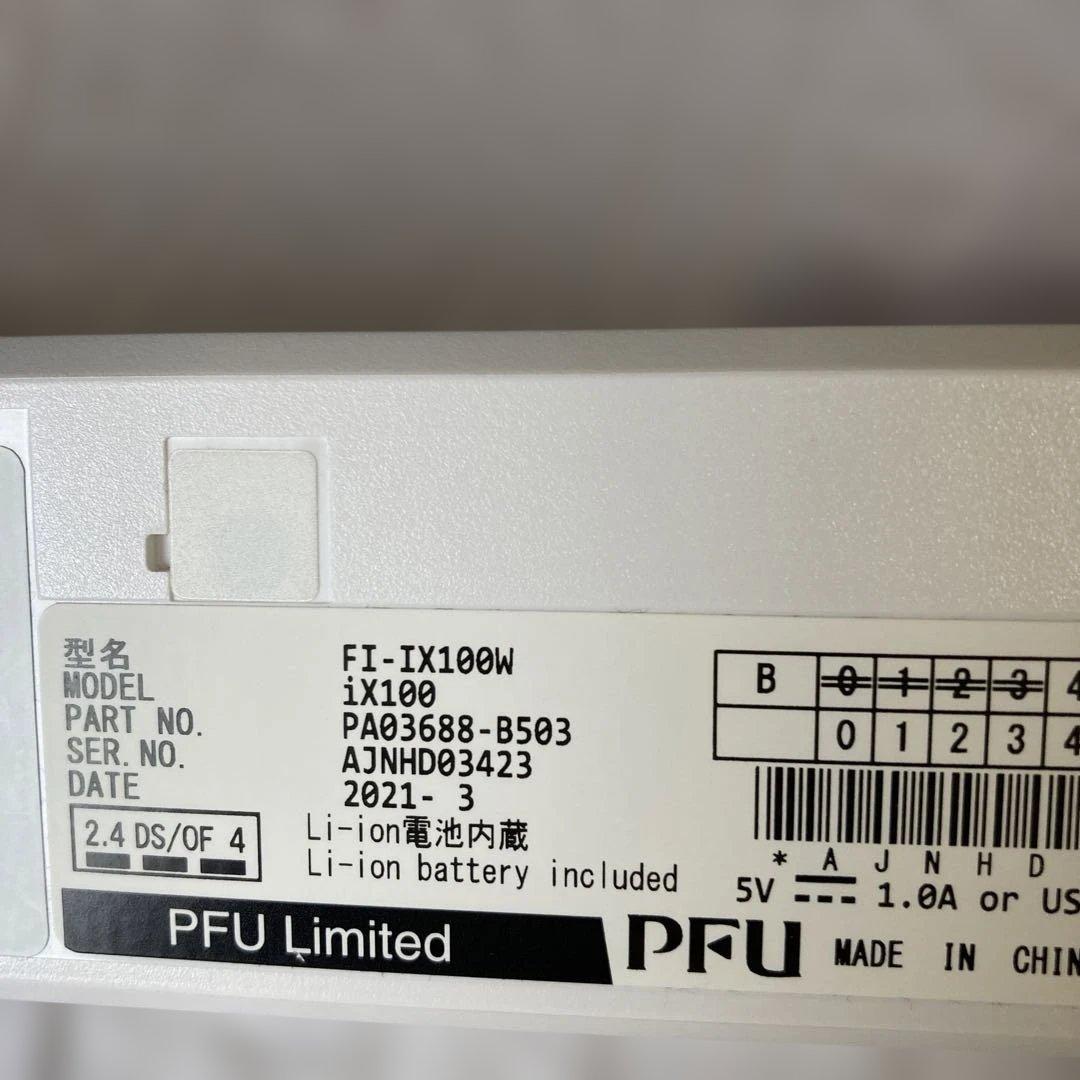 型名 FI-IX100W
MODEL iX100
PART NO. PA03688-B503
SER.NO. AJNHD03423
DATE 2021- 3
2.4 DS/OF 4
Li-ion電池内蔵
Li-ion battery included
B 0 1 2 3 4
0 1 2 3 4
* A J N H D
5V 1.0A or US
PFU Limited
PFU MADE IN CHIN